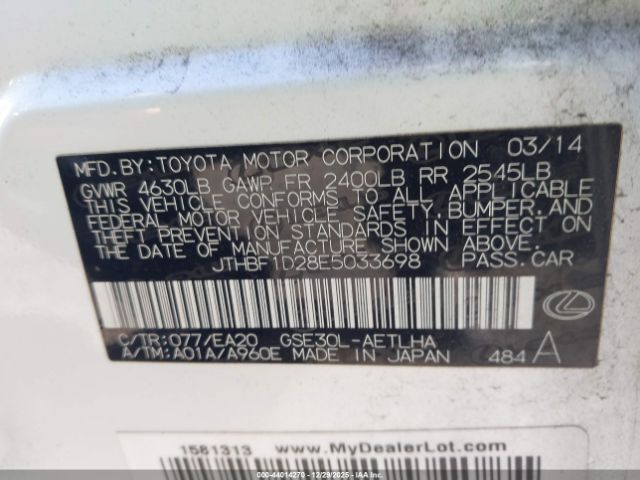 MFD.BY:TOYOTA MOTOR CORPORATION 03/14
GVWR 4630LB GAWR FR 2400LB RR 2545LB
THIS VEHICLE CONFORMS TO ALL APPLICABLE
FEDERAL MOTOR VEHICLE SAFETY,BUMPER,AND
THEFT PREVENTION STANDARDS IN EFFECT ON
THE DATE OF MANUFACTURE SHOWN ABOVE.
JTHBF1D28E5033698 PASS.CAR
C/TR:077/EA20 GSE30L-AETLHA
A/TM:A01A/A960E MADE IN JAPAN 484 A
1581313 www.MyDealerLot.com
000-44014270 - 12/29/2025 - IAAI.COM